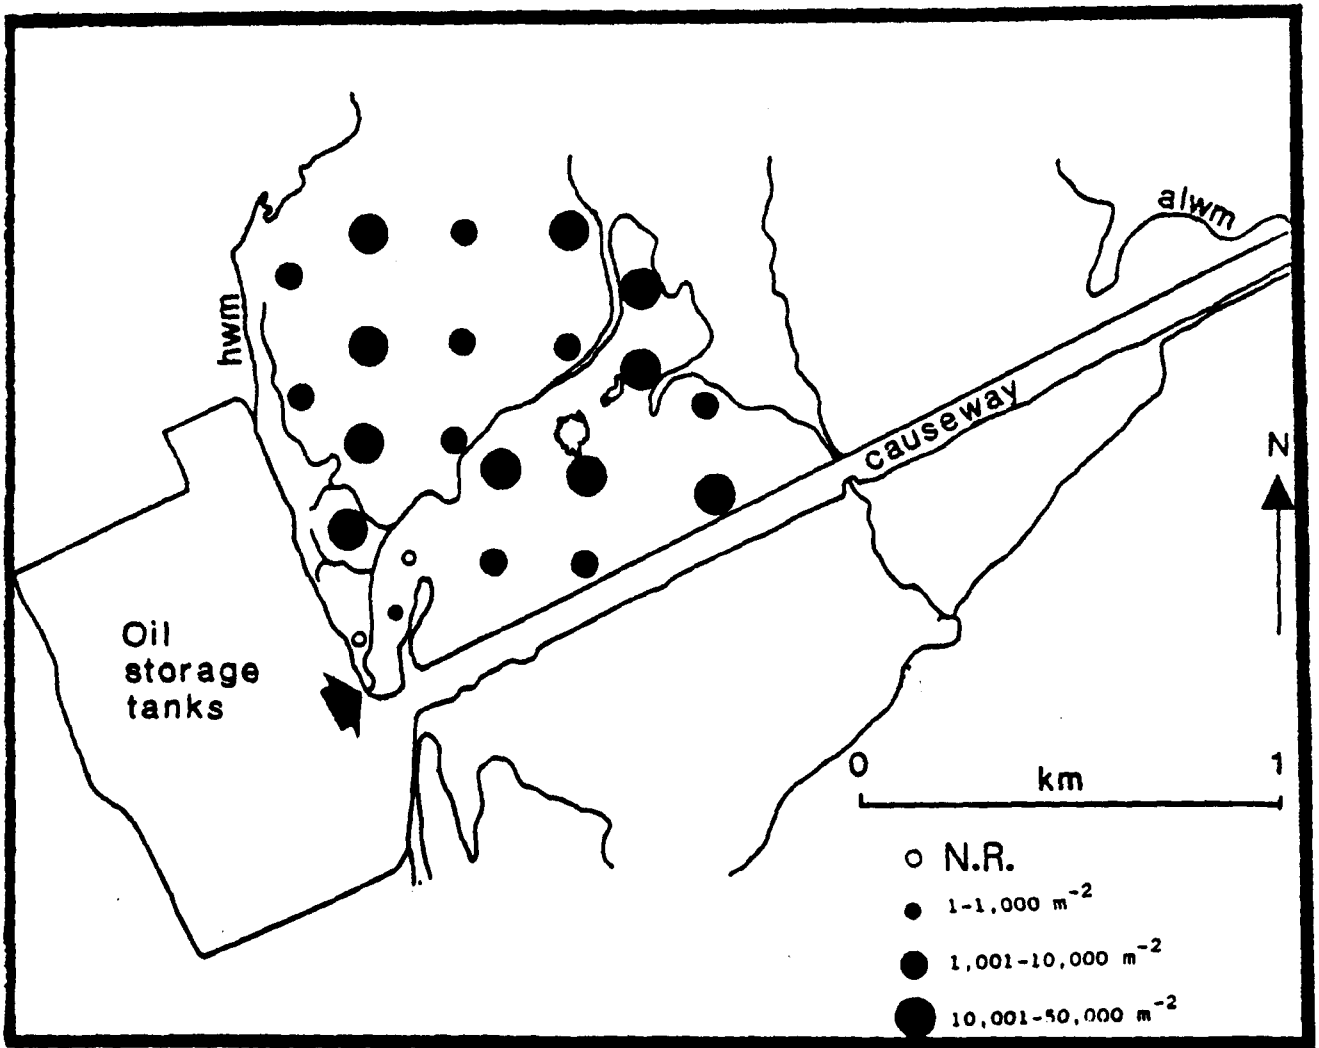 alwm
hwm
causeway
N
Oil
storage
tanks
0 1
km
N.R.
1-1,000 m-2
1,001-10,000 m-2
10,001-50,000 m-2